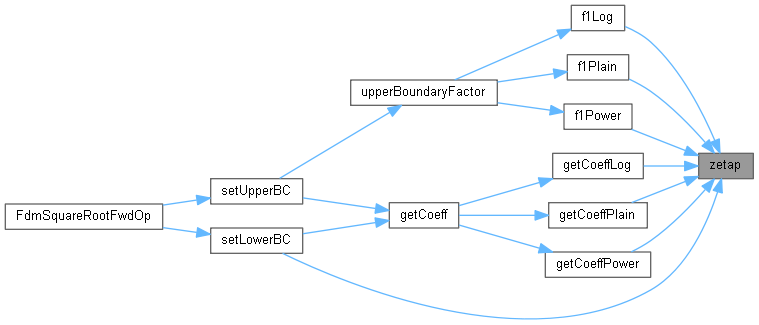 f1Log
f1Plain
upperBoundaryFactor
f1Power
zetap
getCoeffLog
setUpperBC
getCoeff
getCoeffPlain
FdmSquareRootFwdOp
setLowerBC
getCoeffPower